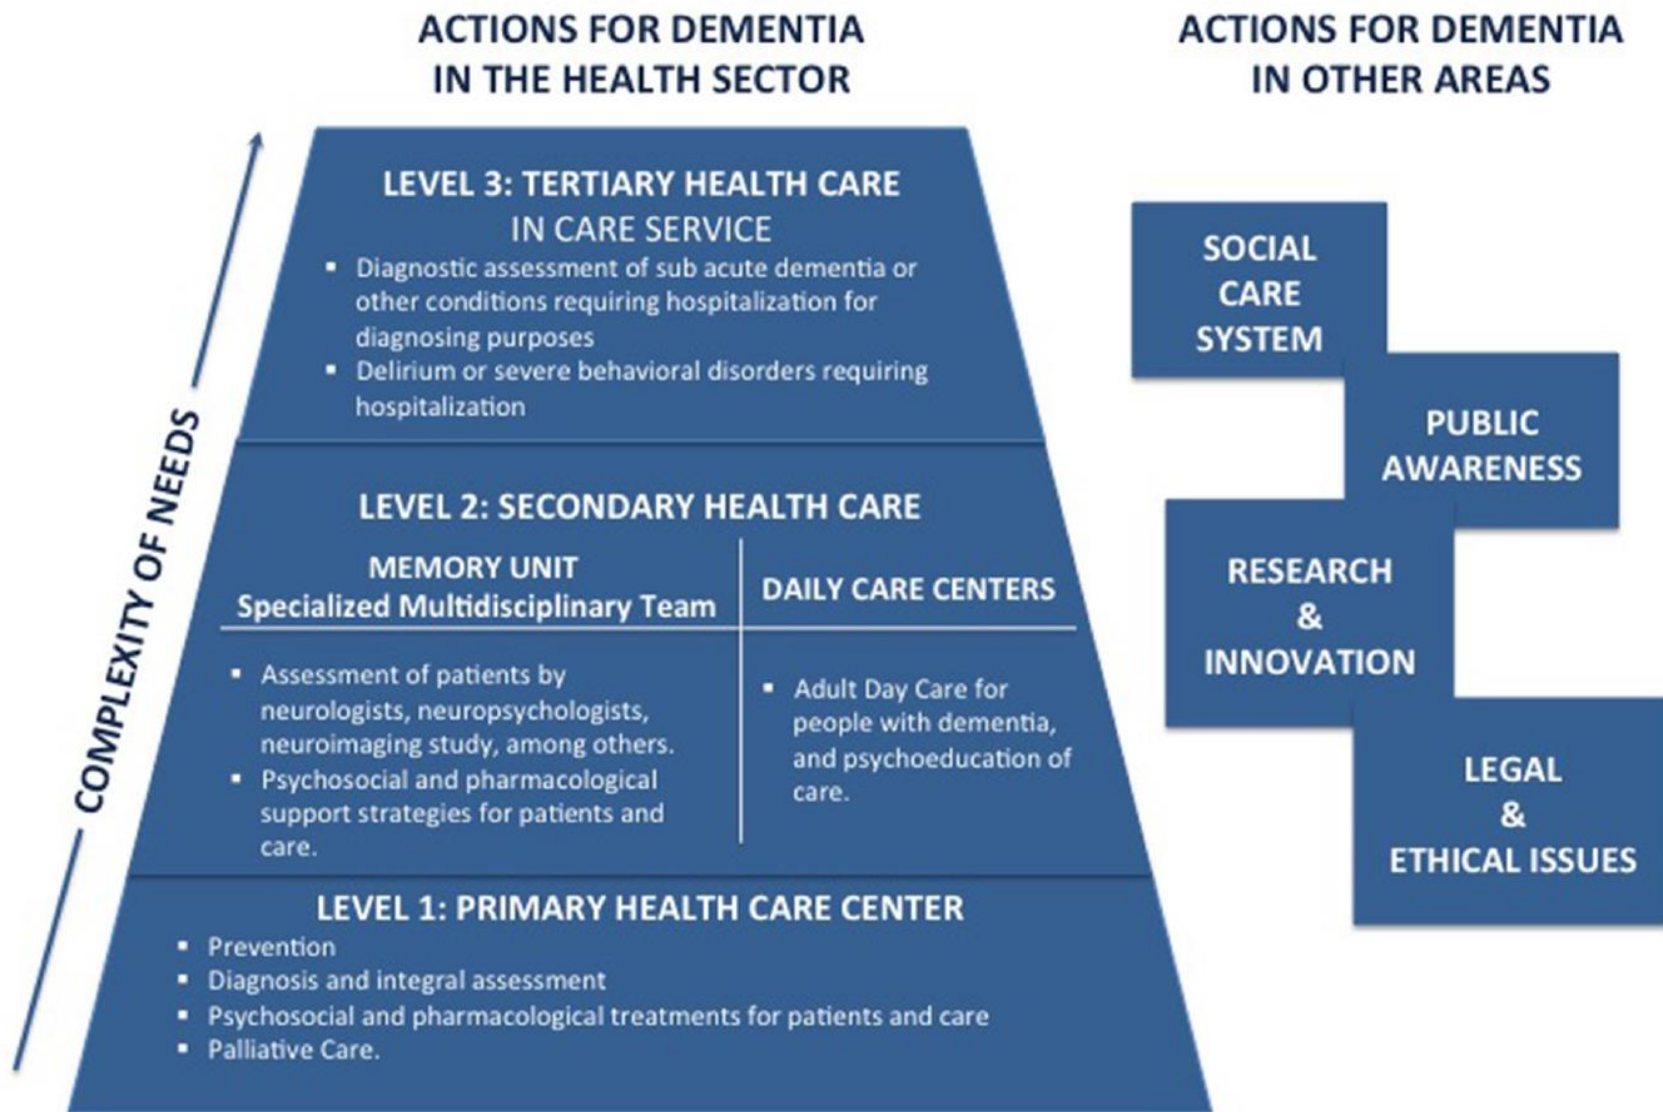 ACTIONS FOR DEMENTIA
IN THE HEALTH SECTOR
ACTIONS FOR DEMENTIA
IN OTHER AREAS
COMPLEXITY OF NEEDS
LEVEL 3: TERTIARY HEALTH CARE
IN CARE SERVICE
▪ Diagnostic assessment of sub acute dementia or
other conditions requiring hospitalization for
diagnosing purposes
▪ Delirium or severe behavioral disorders requiring
hospitalization
LEVEL 2: SECONDARY HEALTH CARE
MEMORY UNIT
Specialized Multidisciplinary Team
▪ Assessment of patients by
neurologists, neuropsychologists,
neuroimaging study, among others.
▪ Psychosocial and pharmacological
support strategies for patients and
care.
DAILY CARE CENTERS
▪ Adult Day Care for
people with dementia,
and psychoeducation of
care.
LEVEL 1: PRIMARY HEALTH CARE CENTER
▪ Prevention
▪ Diagnosis and integral assessment
▪ Psychosocial and pharmacological treatments for patients and care
▪ Palliative Care.
SOCIAL
CARE
SYSTEM
PUBLIC
AWARENESS
RESEARCH
&
INNOVATION
LEGAL
&
ETHICAL ISSUES